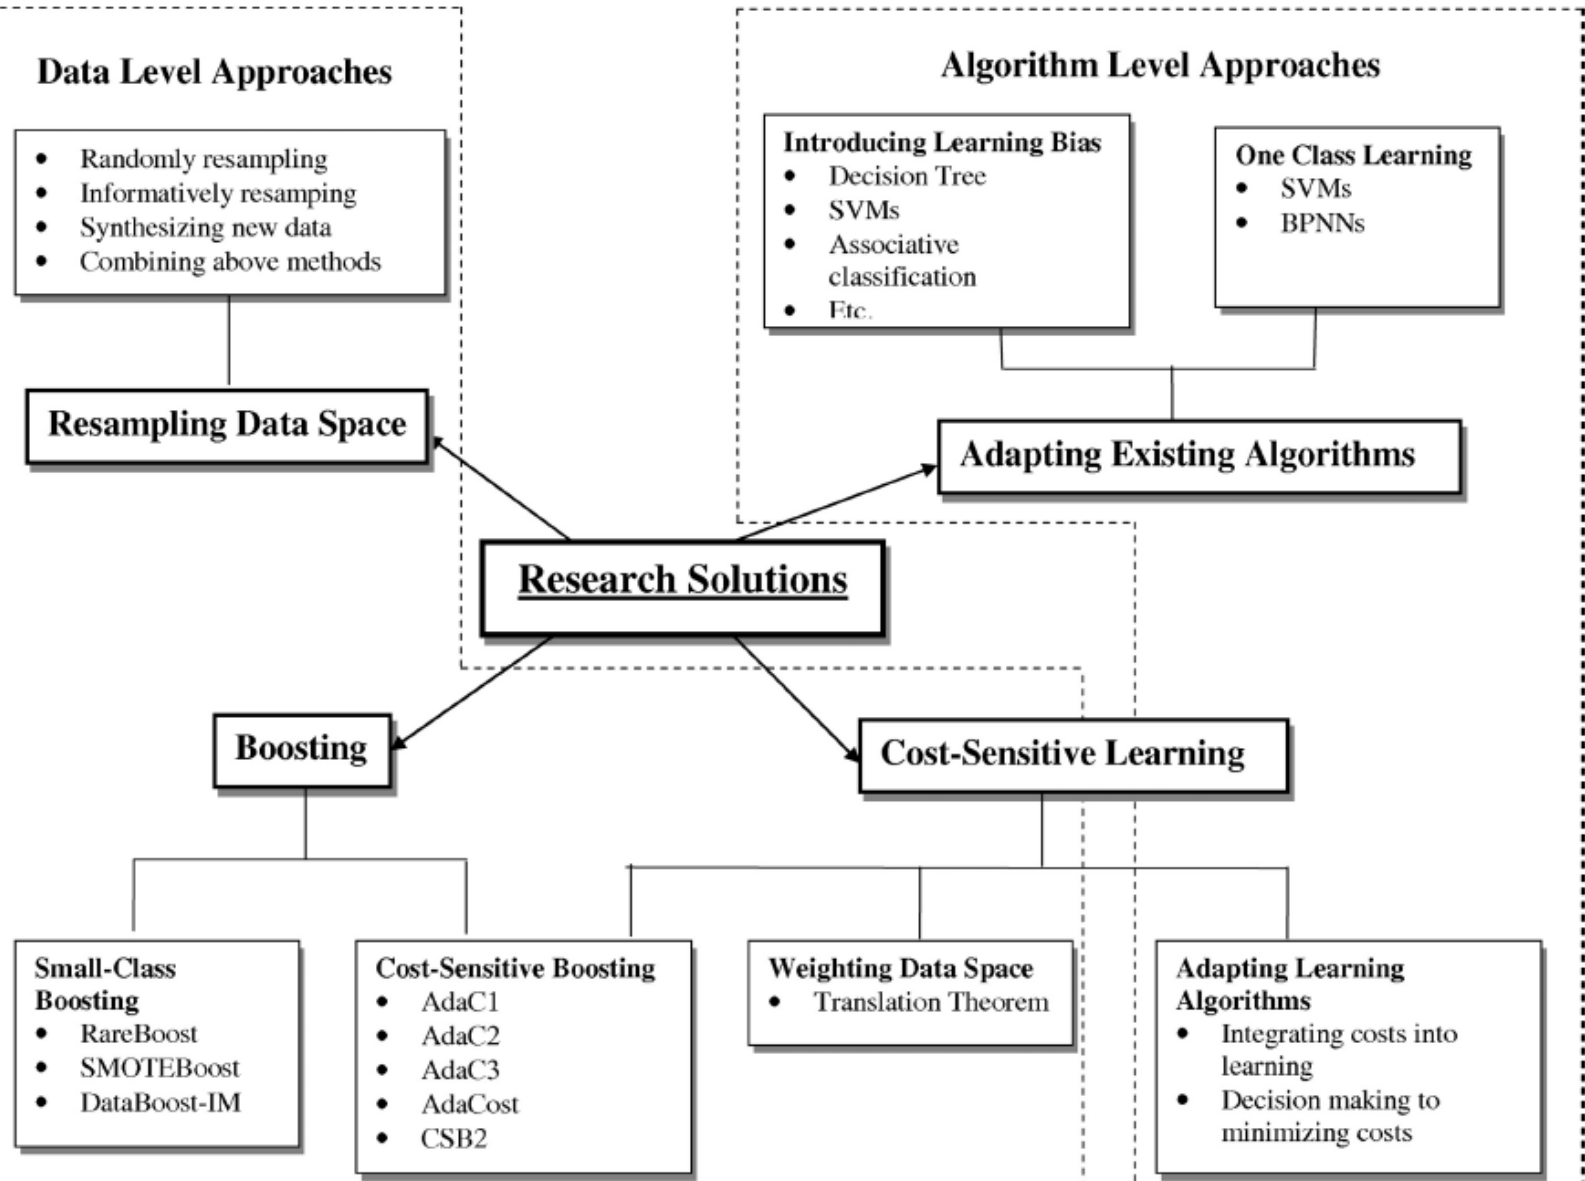 Data Level Approaches
• Randomly resampling
• Informatively resamping
• Synthesizing new data
• Combining above methods
Resampling Data Space
Algorithm Level Approaches
Introducing Learning Bias
• Decision Tree
• SVMs
• Associative
classification
• Etc.
One Class Learning
• SVMs
• BPNNs
Adapting Existing Algorithms
Research Solutions
Boosting
Cost-Sensitive Learning
Small-Class
Boosting
• RareBoost
• SMOTEBoost
• DataBoost-IM
Cost-Sensitive Boosting
• AdaC1
• AdaC2
• AdaC3
• AdaCost
• CSB2
Weighting Data Space
• Translation Theorem
Adapting Learning
Algorithms
• Integrating costs into
learning
• Decision making to
minimizing costs